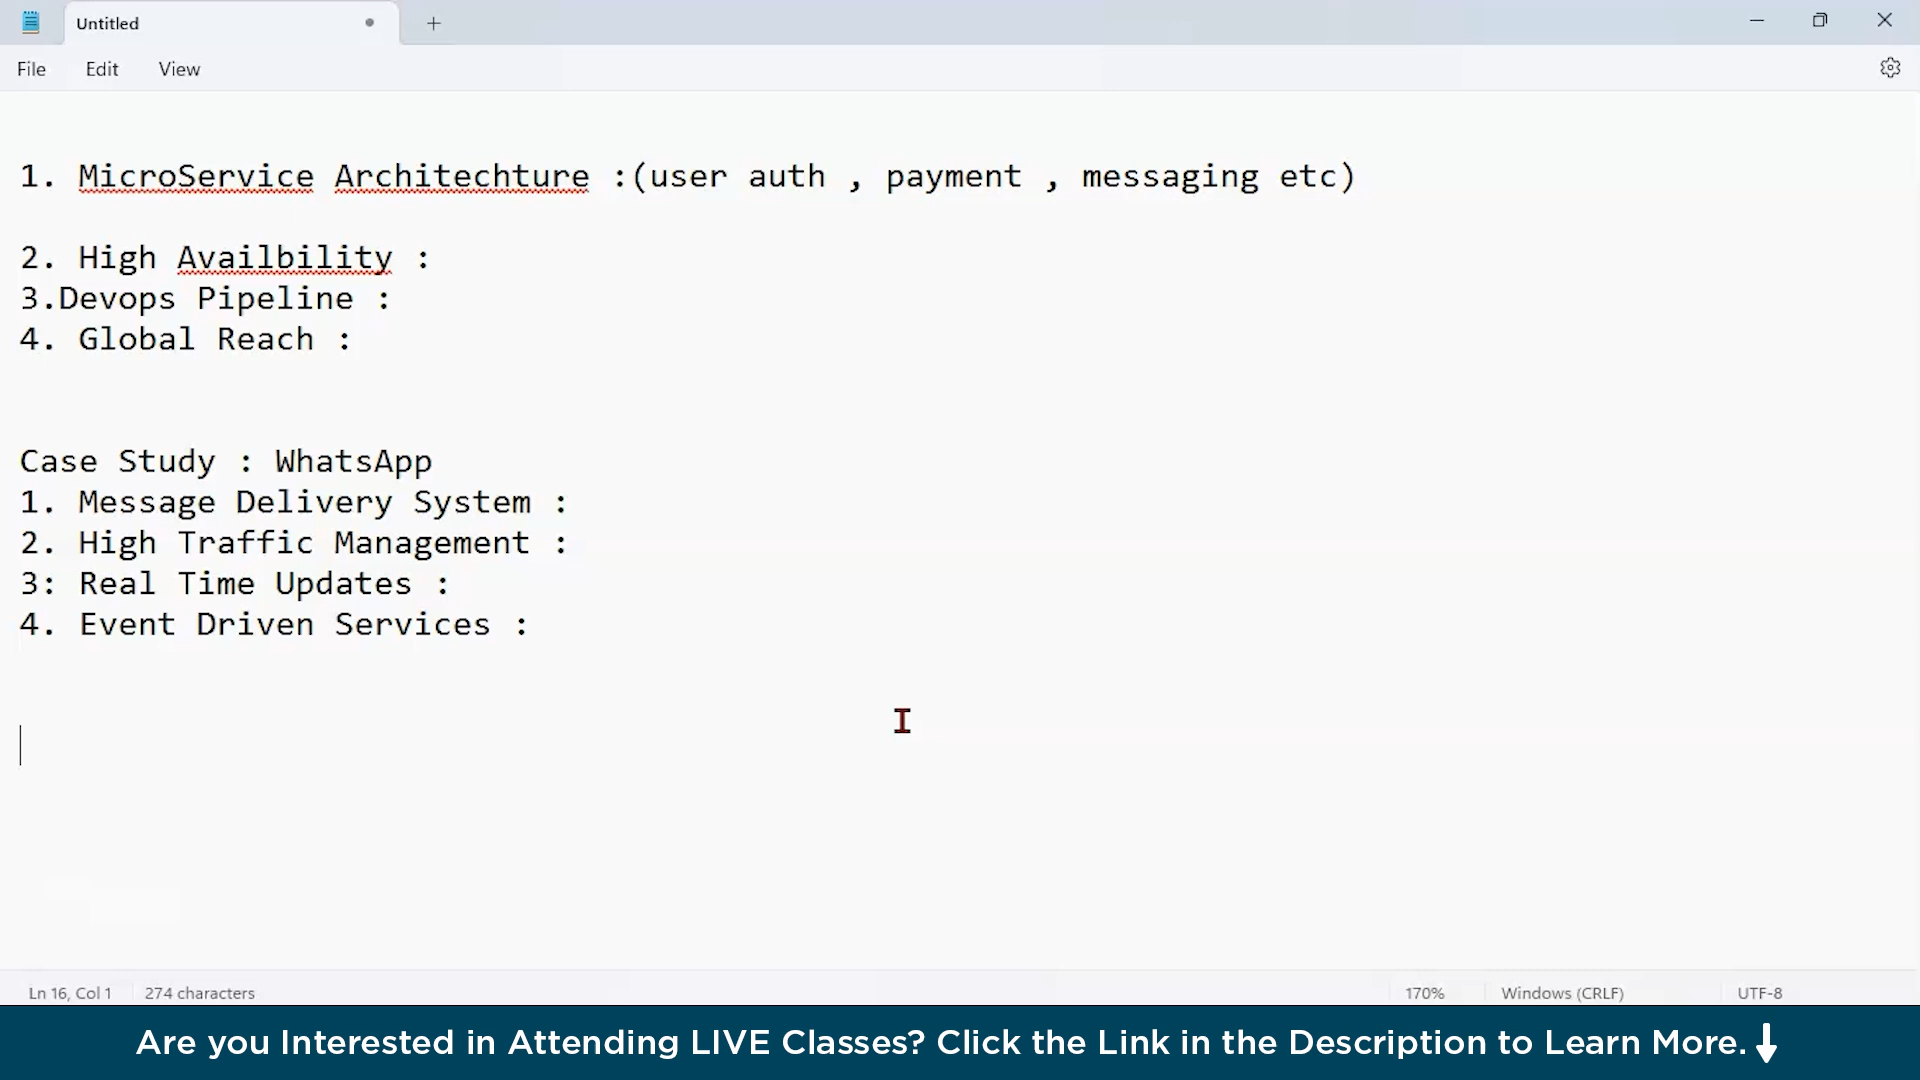 Untitled
File Edit View
1. MicroService Architechture :(user auth , payment , messaging etc)
2. High Availbility :
3.Devops Pipeline :
4. Global Reach :
Case Study : WhatsApp
1. Message Delivery System :
2. High Traffic Management :
3: Real Time Updates :
4. Event Driven Services :
Ln 16, Col 1 274 characters 170% Windows (CRLF) UTF-8
Are you Interested in Attending LIVE Classes? Click the Link in the Description to Learn More.